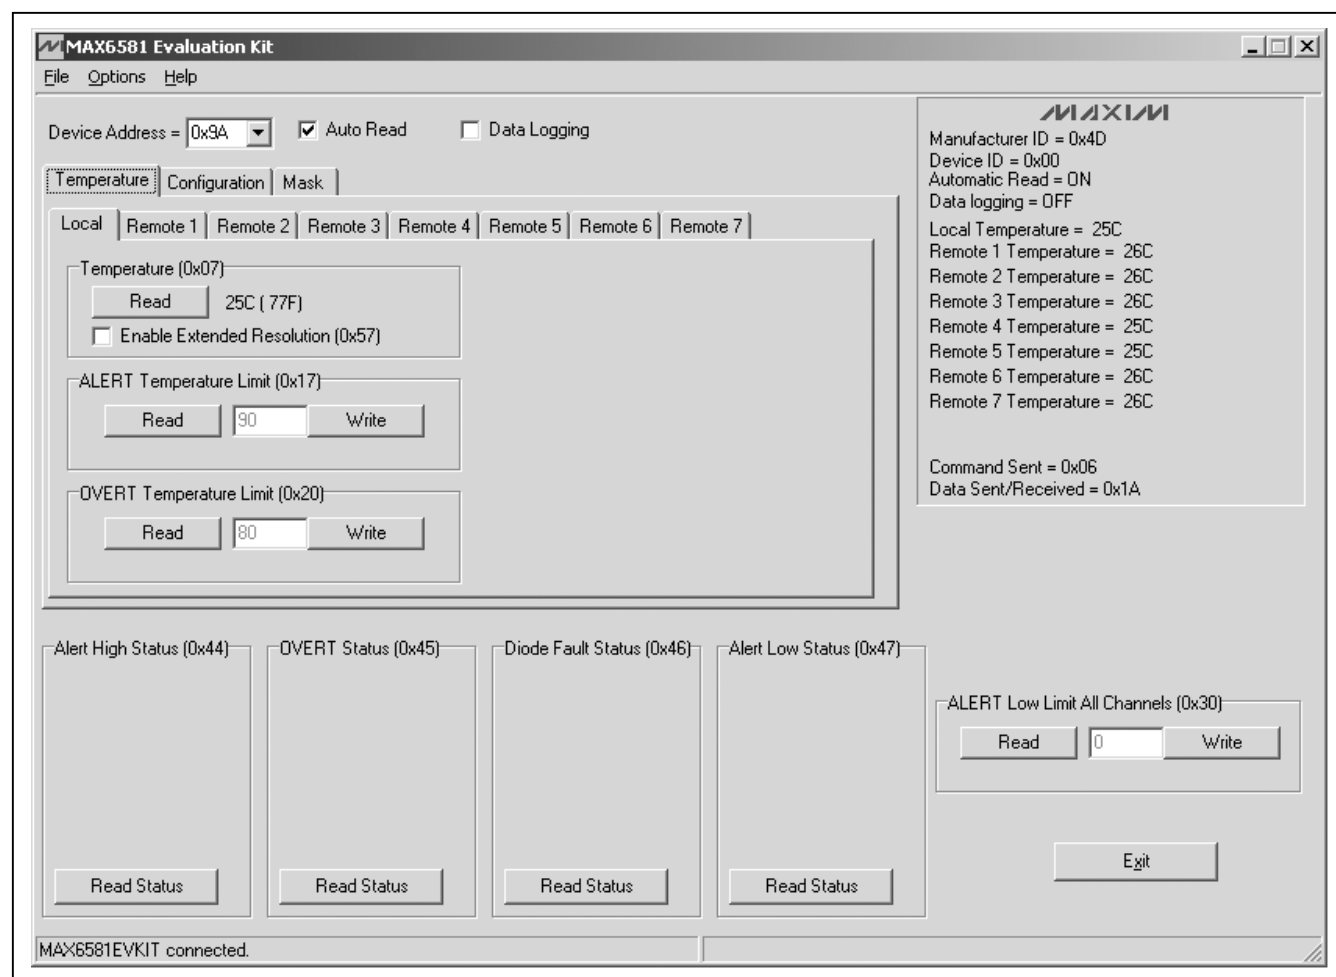 MAX6581 Evaluation Kit
File Options Help
Device Address = 0x9A Auto Read Data Logging
Temperature Configuration Mask
Local Remote 1 Remote 2 Remote 3 Remote 4 Remote 5 Remote 6 Remote 7
Temperature (0x07)
Read 25C ( 77F)
Enable Extended Resolution (0x57)
ALERT Temperature Limit (0x17)
Read 90 Write
OVERT Temperature Limit (0x20)
Read 80 Write
MAXIM
Manufacturer ID = 0x4D
Device ID = 0x00
Automatic Read = ON
Data logging = OFF
Local Temperature = 25C
Remote 1 Temperature = 26C
Remote 2 Temperature = 26C
Remote 3 Temperature = 26C
Remote 4 Temperature = 25C
Remote 5 Temperature = 25C
Remote 6 Temperature = 26C
Remote 7 Temperature = 26C
Command Sent = 0x06
Data Sent/Received = 0x1A
Alert High Status (0x44) OVERT Status (0x45) Diode Fault Status (0x46) Alert Low Status (0x47)
Read Status Read Status Read Status Read Status
ALERT Low Limit All Channels (0x30)
Read 0 Write
Exit
MAX6581EVKIT connected.